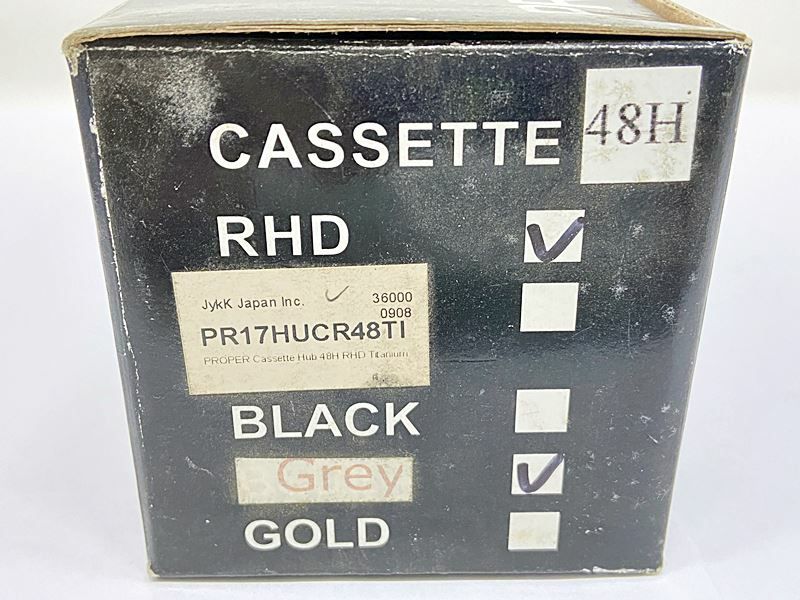 CASSETTE 48H
RHD
JykK Japan Inc. 36000
0908
PR17HUCR48TI
PROPER Cassette Hub 48H RHD Titanium
BLACK
Grey
GOLD